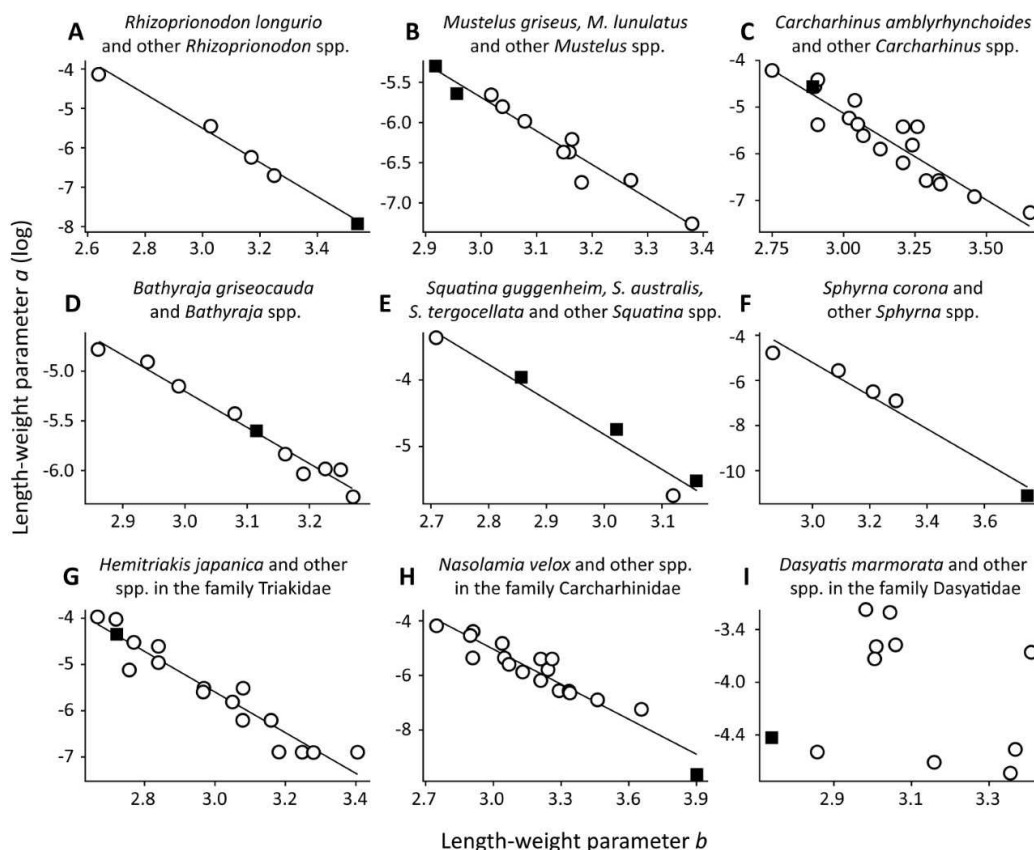 A
Rhizoprionodon longurio
and other Rhizoprionodon spp.
-4
-5
-6
-7
-8
2.6
2.8
3.0
3.2
3.4
B
Mustelus griseus, M. lunulatus
and other Mustelus spp.
-5.5
-6.0
-6.5
-7.0
2.9
3.0
3.1
3.2
3.3
3.4
C
Carcharhinus amblyrhynchoides
and other Carcharhinus spp.
-4
-5
-6
-7
2.75
3.00
3.25
3.50
Length-weight parameter a (log)
D
Bathyraja griseocauda
and Bathyraja spp.
-5.0
-5.5
-6.0
2.9
3.0
3.1
3.2
E
Squatina guggenheim, S. australis,
S. tergocellata and other Squatina spp.
-4
-5
2.7
2.8
2.9
3.0
3.1
F
Sphyrna corona and
other Sphyrna spp.
-4
-6
-8
-10
3.0
3.2
3.4
3.6
G
Hemitriakis japanica and other
spp. in the family Triakidae
-4
-5
-6
-7
2.8
3.0
3.2
3.4
H
Nasolamia velox and other spp.
in the family Carcharhinidae
-4
-6
-8
2.7
3.0
3.3
3.6
3.9
I
Dasyatis marmorata and other
spp. in the family Dasyatidae
-3.4
-4.0
-4.4
2.9
3.1
3.3
Length-weight parameter b